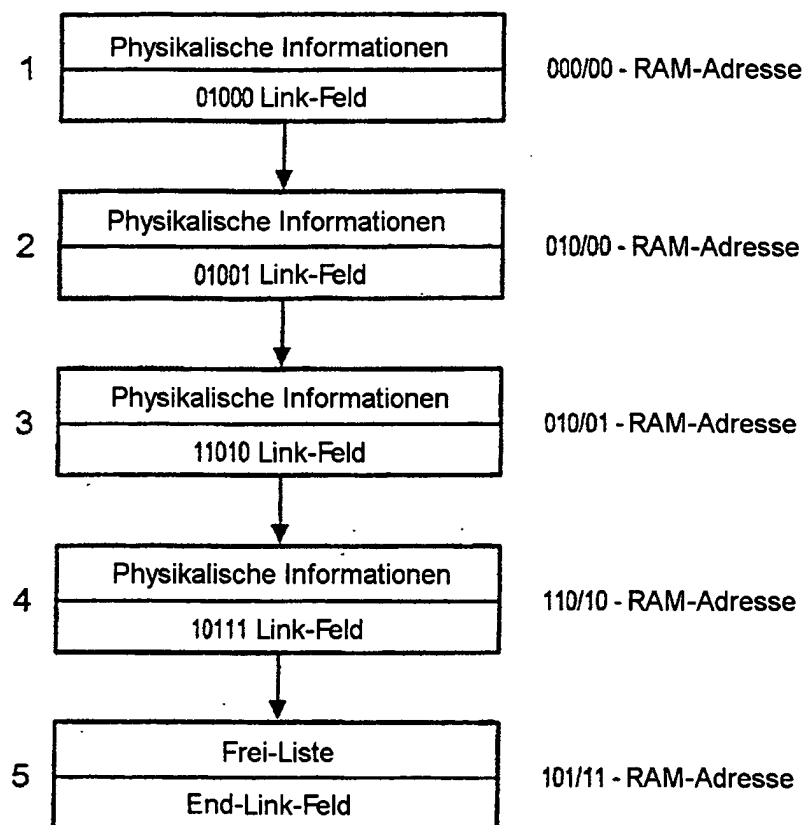 Physikalische Informationen
1
000/00 - RAM-Adresse
01000 Link-Feld
Physikalische Informationen
2
010/00 - RAM-Adresse
01001 Link-Feld
Physikalische Informationen
3
010/01 - RAM-Adresse
11010 Link-Feld
Physikalische Informationen
4
110/10 - RAM-Adresse
10111 Link-Feld
Frei-Liste
5
101/11 - RAM-Adresse
End-Link-Feld